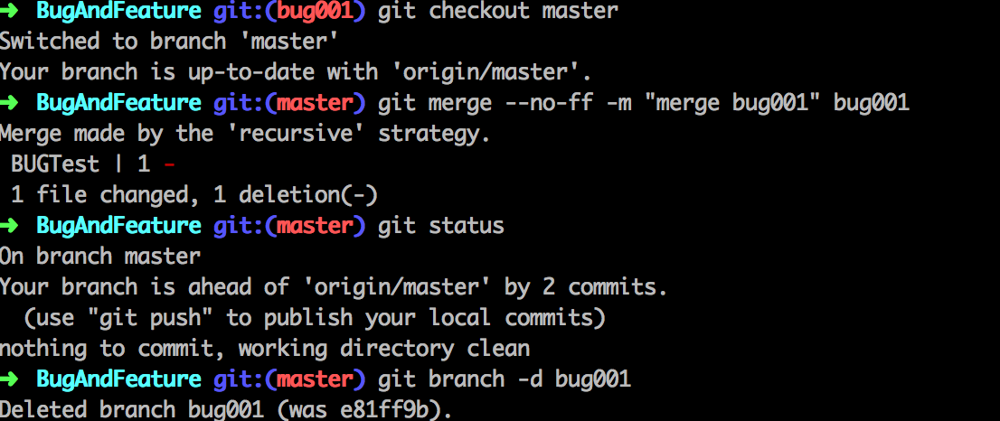 ➜ BugAndFeature git:(bug001) git checkout master
Switched to branch 'master'
Your branch is up-to-date with 'origin/master'.
➜ BugAndFeature git:(master) git merge --no-ff -m "merge bug001" bug001
Merge made by the 'recursive' strategy.
 BUGTest | 1 -
 1 file changed, 1 deletion(-)
➜ BugAndFeature git:(master) git status
On branch master
Your branch is ahead of 'origin/master' by 2 commits.
  (use "git push" to publish your local commits)
nothing to commit, working directory clean
➜ BugAndFeature git:(master) git branch -d bug001
Deleted branch bug001 (was e81ff9b).